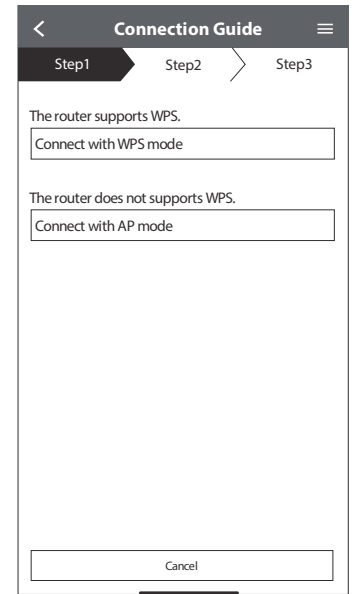 Connection Guide
Step1 Step2 Step3
The router supports WPS.
Connect with WPS mode
The router does not supports WPS.
Connect with AP mode
Cancel